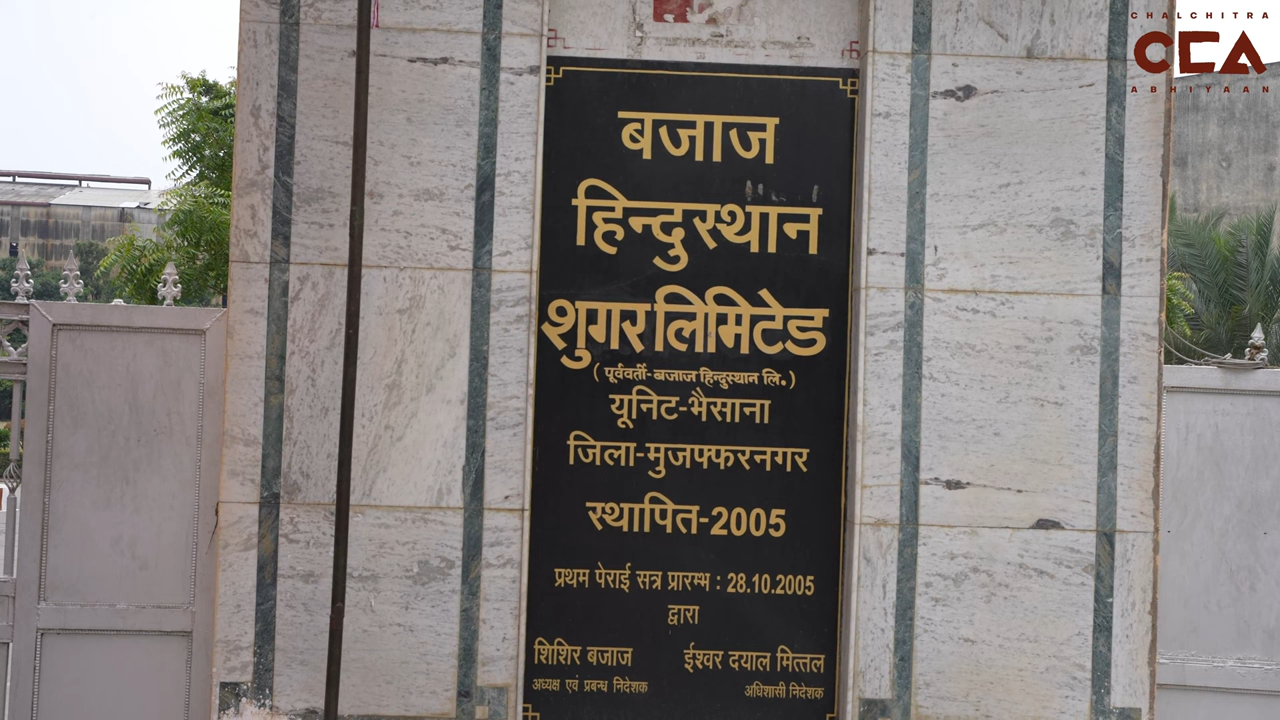 CHALCHITRA
CCA
ABHIYAAN
बजाज
हिन्दुस्थान
शुगर लिमिटेड
( पूर्ववर्ती-बजाज हिन्दुस्थान लि.)
यूनिट-भैसाना
जिला-मुजफ्फरनगर
स्थापित-2005
प्रथम पेराई सत्र प्रारम्भ : 28.10.2005
द्वारा
शिशिर बजाज ईश्वर दयाल मित्तल
अध्यक्ष एवं प्रबन्ध निदेशक अधिशासी निदेशक